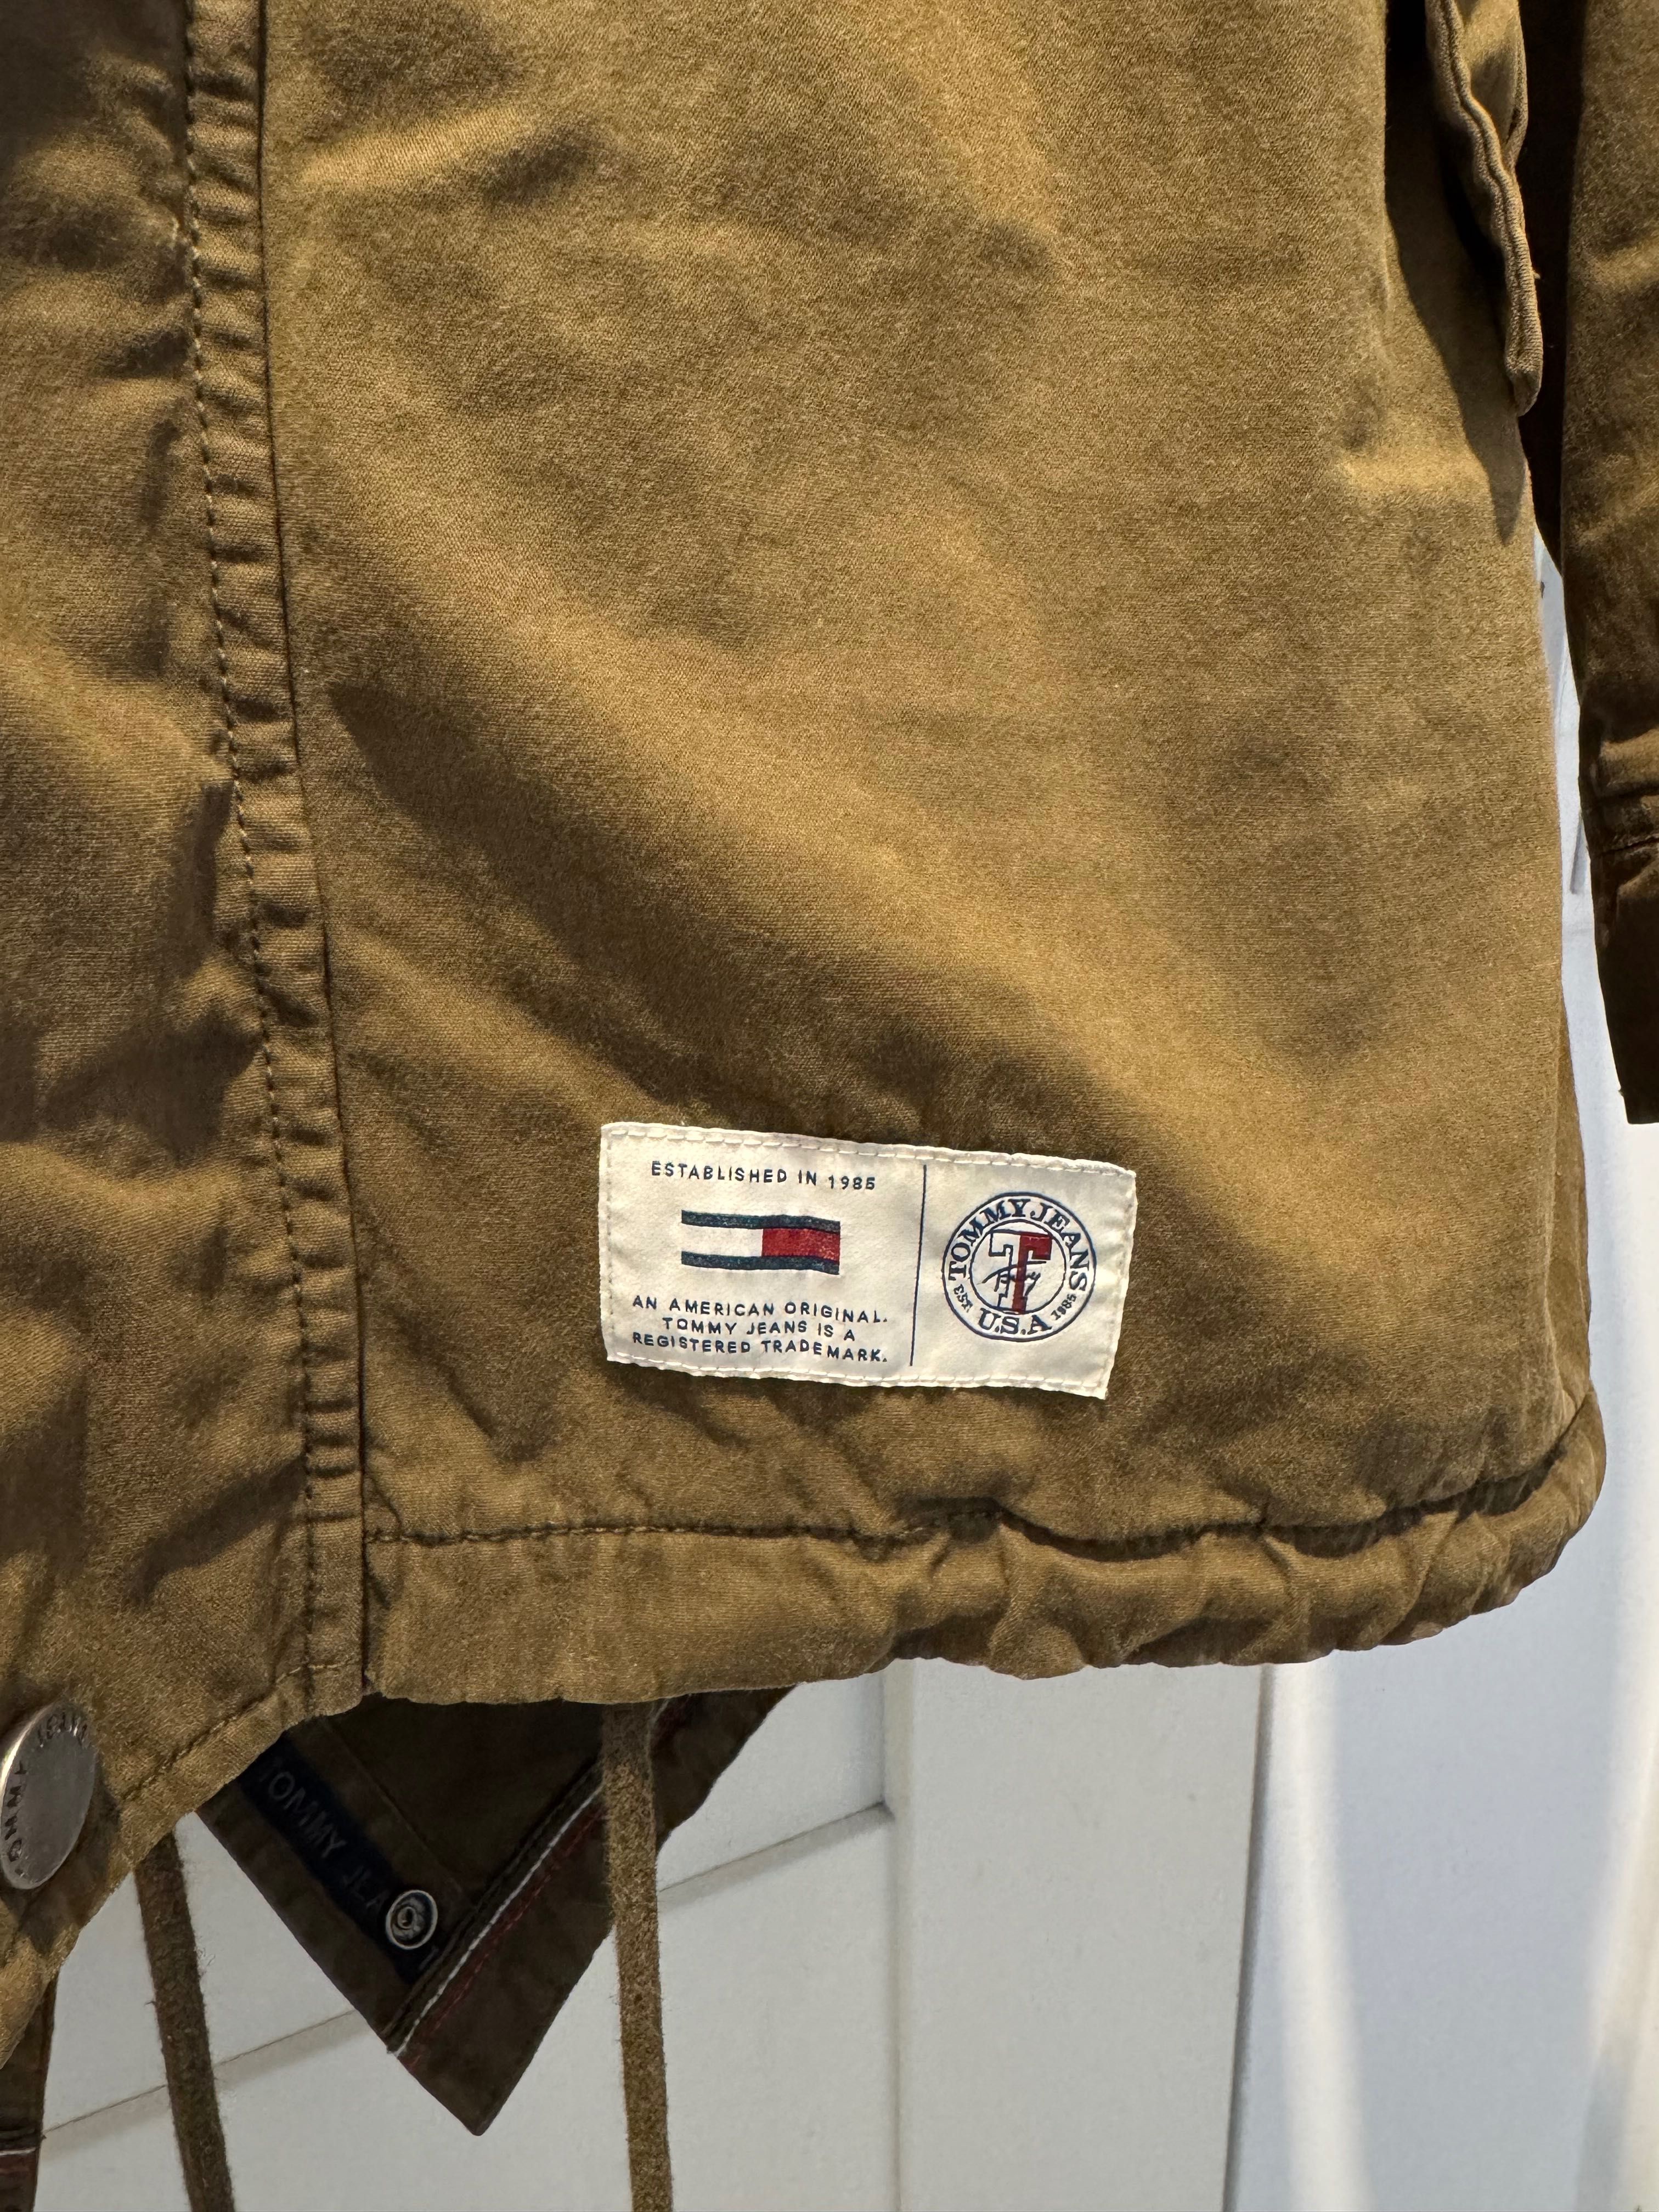 ESTABLISHED IN 1985
AN AMERICAN ORIGINAL.
TOMMY JEANS IS A
REGISTERED TRADEMARK.
TOMMY JEANS
T
EST. 1985
U.S.A
TOMMY JEANS
TOMMY JEA